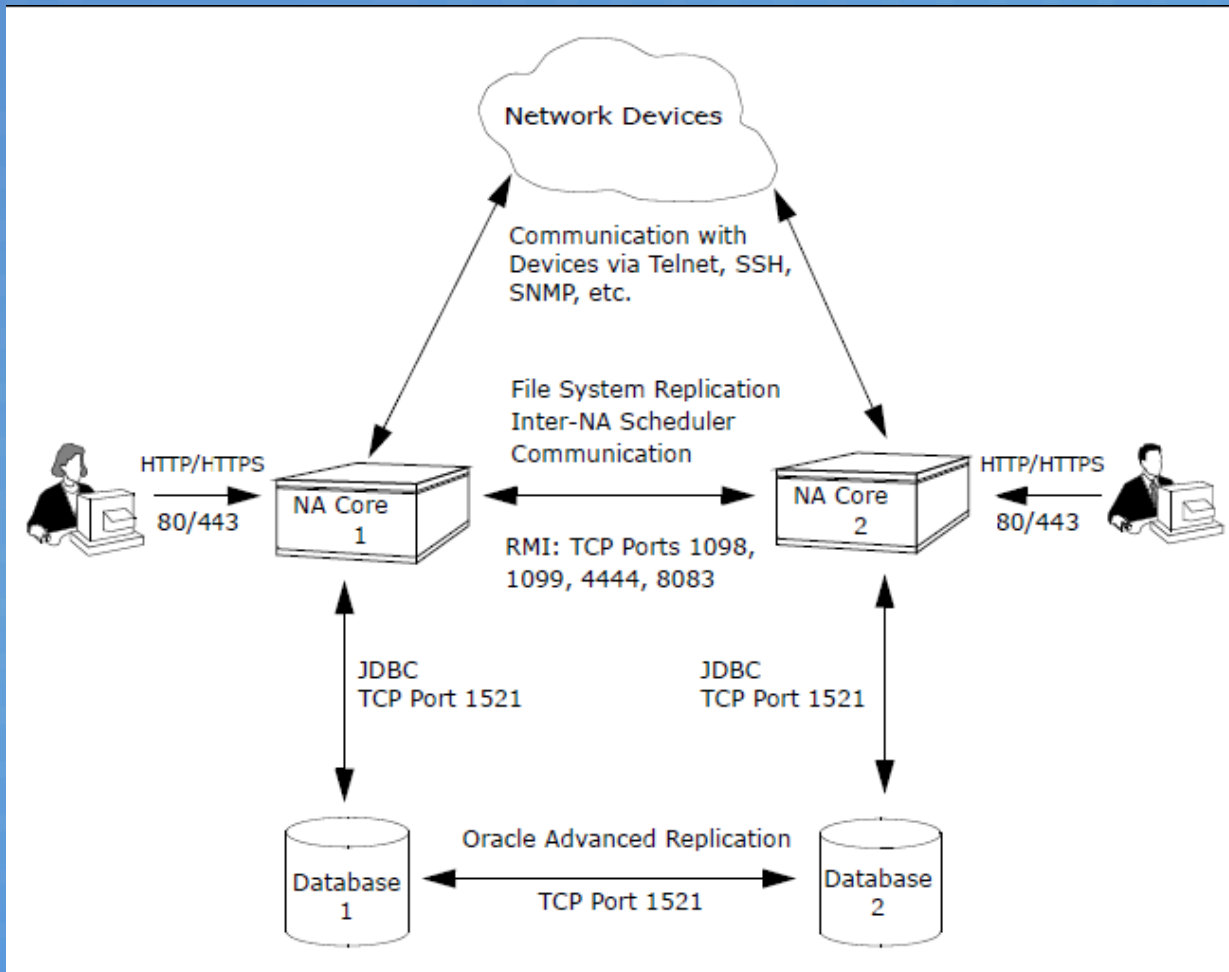 Network Devices
Communication with
Devices via Telnet, SSH,
SNMP, etc.
File System Replication
Inter-NA Scheduler
Communication
HTTP/HTTPS
80/443
NA Core
1
NA Core
2
HTTP/HTTPS
80/443
RMI: TCP Ports 1098,
1099, 4444, 8083
JDBC
TCP Port 1521
JDBC
TCP Port 1521
Oracle Advanced Replication
TCP Port 1521
Database
1
Database
2